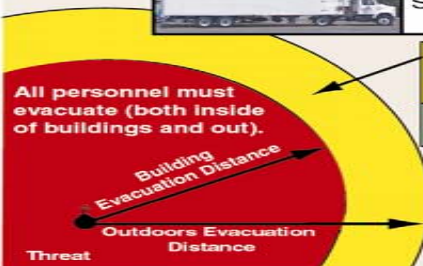 All personnel must
evacuate (both inside
of buildings and out).
Building
Evacuation Distance
Outdoors Evacuation
Distance
Threat